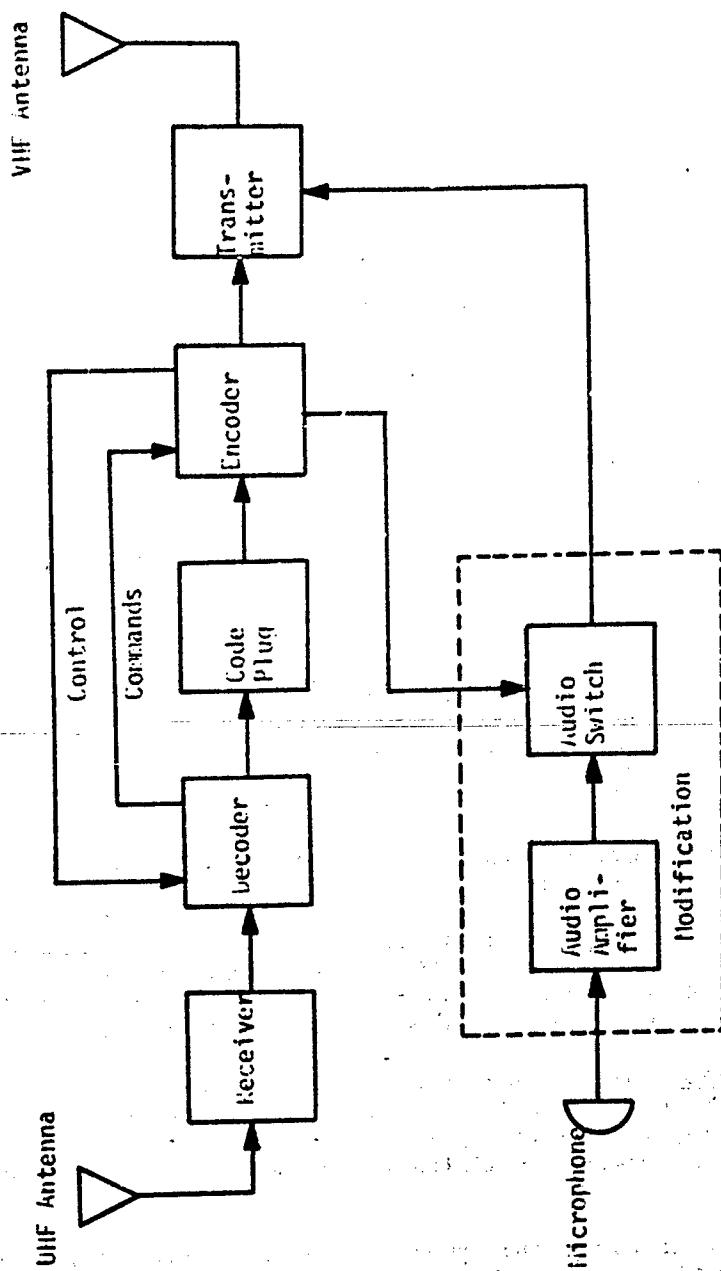 UHF Antenna
VHF Antenna
Control
Commands
Receiver
Decoder
Code
Plug
Encoder
Trans-
mitter
Microphone
Audio
Ampli-
fier
Audio
Switch
Modification